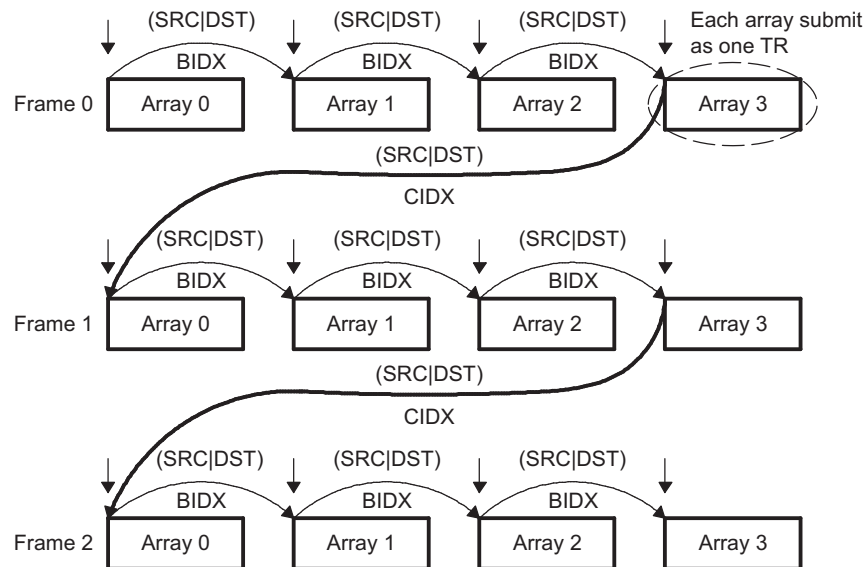 (SRC|DST) (SRC|DST) (SRC|DST) Each array submit
as one TR
BIDX BIDX BIDX
Frame 0 Array 0 Array 1 Array 2 Array 3
(SRC|DST)
CIDX
(SRC|DST) (SRC|DST) (SRC|DST)
BIDX BIDX BIDX
Frame 1 Array 0 Array 1 Array 2 Array 3
(SRC|DST)
CIDX
(SRC|DST) (SRC|DST) (SRC|DST)
BIDX BIDX BIDX
Frame 2 Array 0 Array 1 Array 2 Array 3